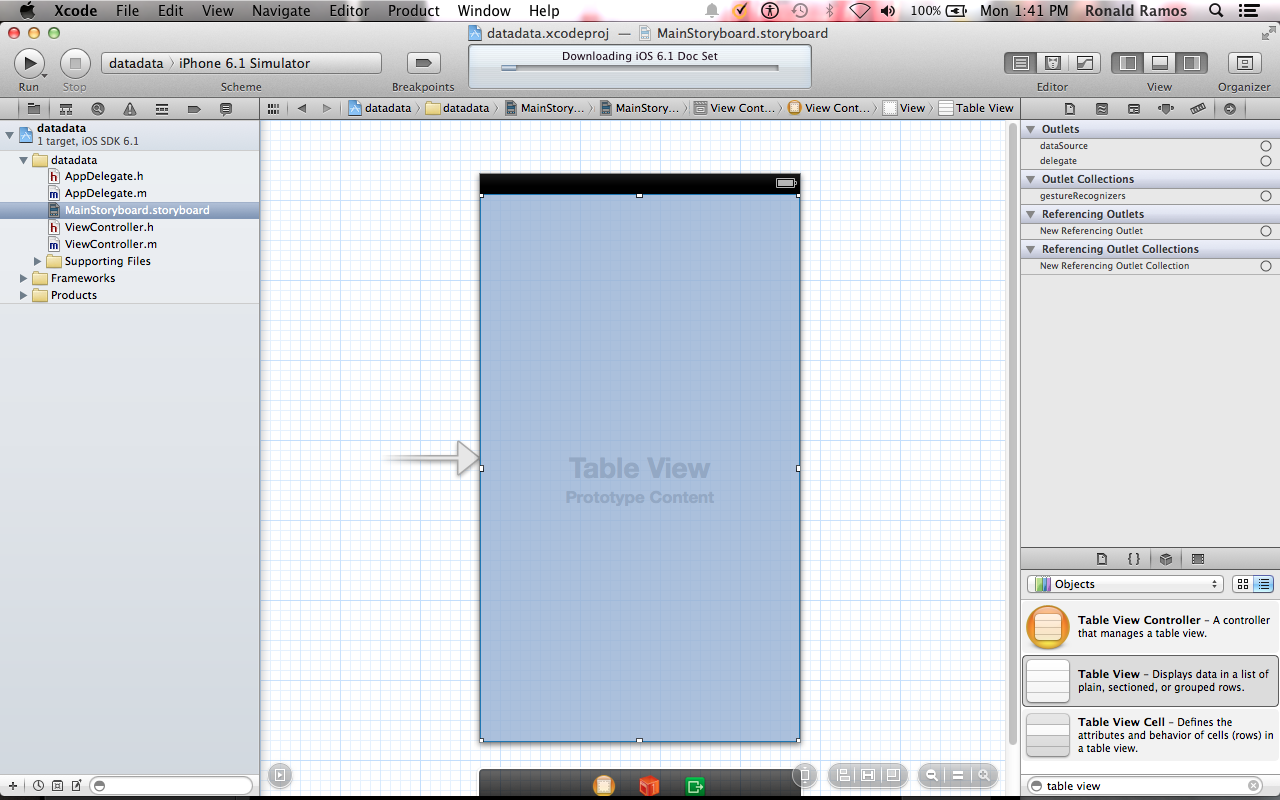 Xcode File Edit View Navigate Editor Product Window Help 100% Mon 1:41 PM Ronald Ramos
datadata.xcodeproj — MainStoryboard.storyboard
datadata iPhone 6.1 Simulator
Downloading iOS 6.1 Doc Set
Run Stop Scheme Breakpoints Editor View Organizer
datadata datadata MainStory... MainStory... View Cont... View Cont... View Table View
datadata
1 target, iOS SDK 6.1
datadata
AppDelegate.h
AppDelegate.m
MainStoryboard.storyboard
ViewController.h
ViewController.m
Supporting Files
Frameworks
Products
Table View
Prototype Content
Outlets
dataSource
delegate
Outlet Collections
gestureRecognizers
Referencing Outlets
New Referencing Outlet
Referencing Outlet Collections
New Referencing Outlet Collection
Objects
Table View Controller – A controller
that manages a table view.
Table View – Displays data in a list of
plain, sectioned, or grouped rows.
Table View Cell – Defines the
attributes and behavior of cells (rows) in
a table view.
table view